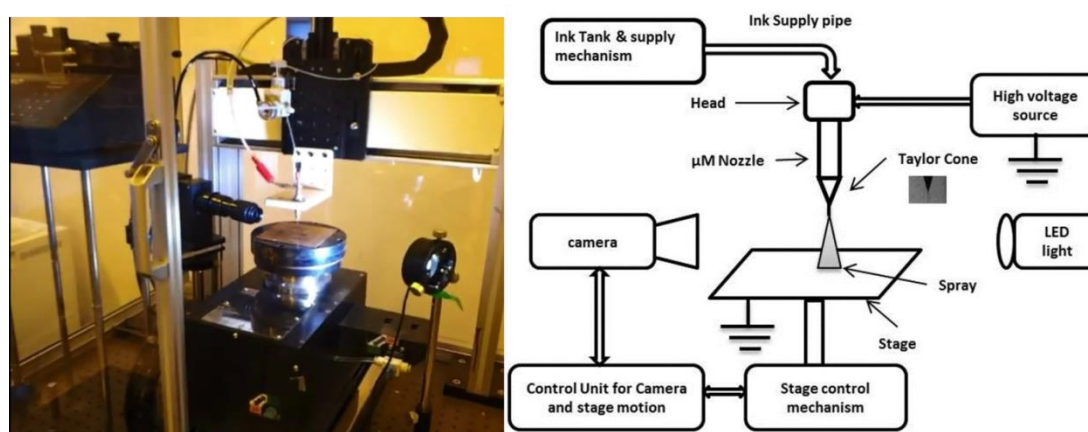 Ink Supply pipe
Ink Tank & supply
mechanism
Head
High voltage
source
µM Nozzle
Taylor Cone
camera
LED
light
Spray
Stage
Control Unit for Camera
and stage motion
Stage control
mechanism